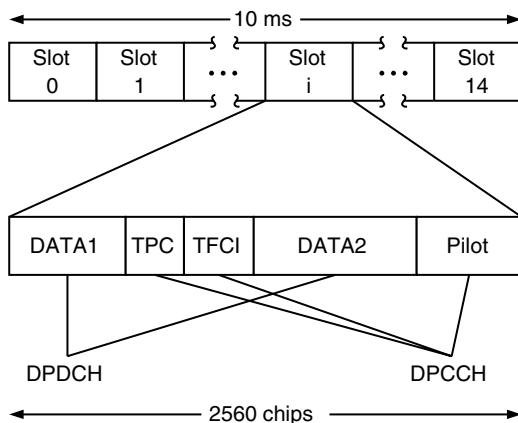 10 ms
Slot 0
Slot 1
•••
Slot i
•••
Slot 14
DATA1
TPC
TFCI
DATA2
Pilot
DPDCH
DPCCH
2560 chips